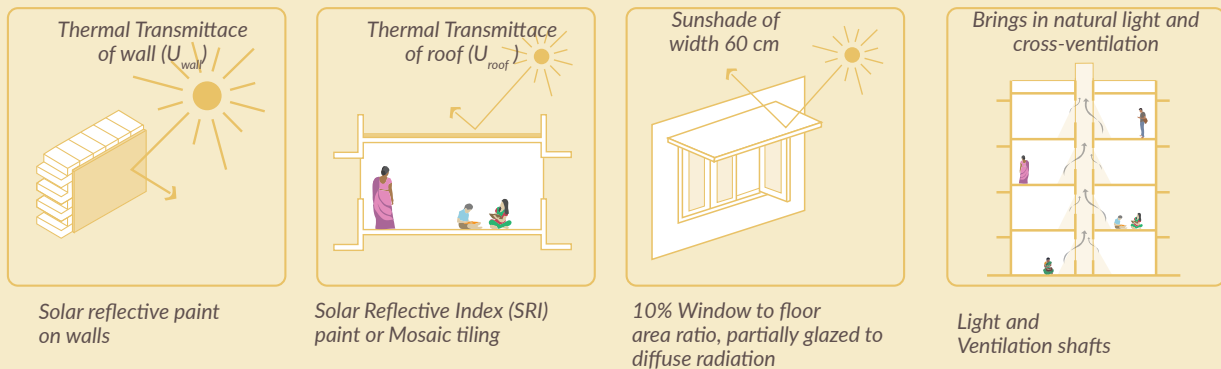 Thermal Transmittace
of wall (U wall)
Thermal Transmittace
of roof (U roof)
Sunshade of
width 60 cm
Brings in natural light and
cross-ventilation
Solar reflective paint
on walls
Solar Reflective Index (SRI)
paint or Mosaic tiling
10% Window to floor
area ratio, partially glazed to
diffuse radiation
Light and
Ventilation shafts